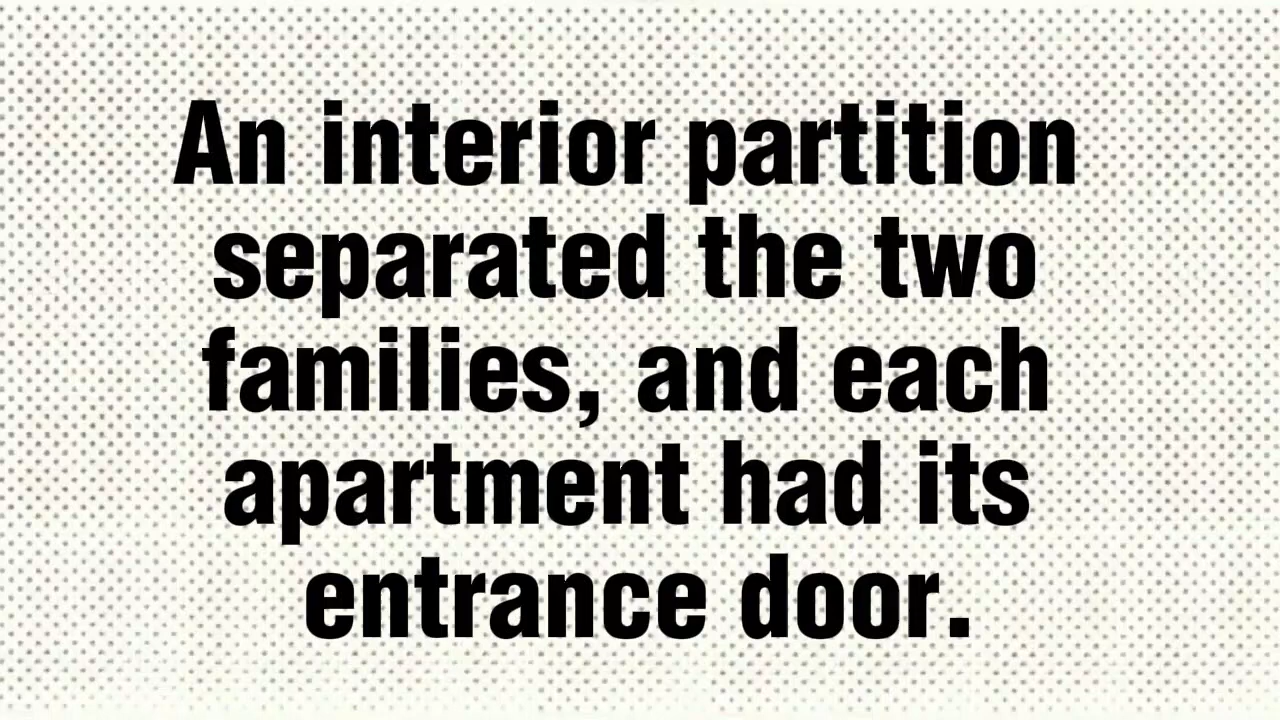 An interior partition
separated the two
families, and each
apartment had its
entrance door.